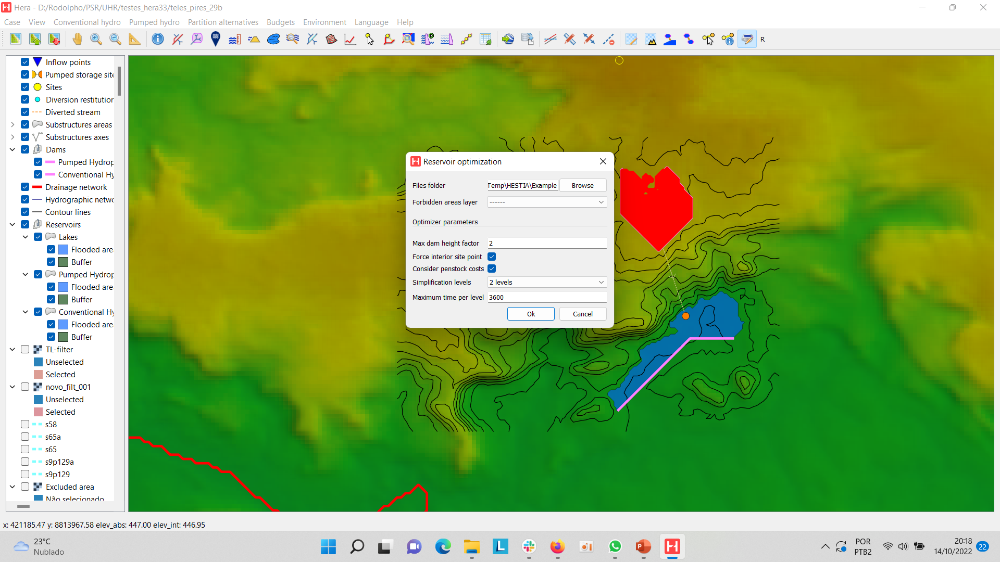 Hera - D:/Rodolpho/PSR/UHR/testes_hera33/teles_pires_29b
Case View Conventional hydro Pumped hydro Partition alternatives Budgets Environment Language Help
R
Inflow points
Pumped storage site
Sites
Diversion restitution
Diverted stream
Substructures areas
Substructures axes
Dams
Pumped Hydrop
Conventional Hy
Drainage network
Hydrographic netwo
Contour lines
Reservoirs
Lakes
Flooded are
Buffer
Pumped Hydrop
Flooded are
Buffer
Conventional Hy
Flooded are
Buffer
TL-filter
Unselected
Selected
novo_filt_001
Unselected
Selected
s58
s65a
s65
s9p129a
s9p129
Excluded area
Não selecionado
Reservoir optimization
Files folder Temp\HESTIA\Example Browse
Forbidden areas layer ------
Optimizer parameters
Max dam height factor 2
Force interior site point
Consider penstock costs
Simplification levels 2 levels
Maximum time per level 3600
Ok Cancel
x: 421185.47 y: 8813967.58 elev_abs: 447.00 elev_int: 446.95
23°C
Nublado
POR
PTB2
20:18
14/10/2022
22